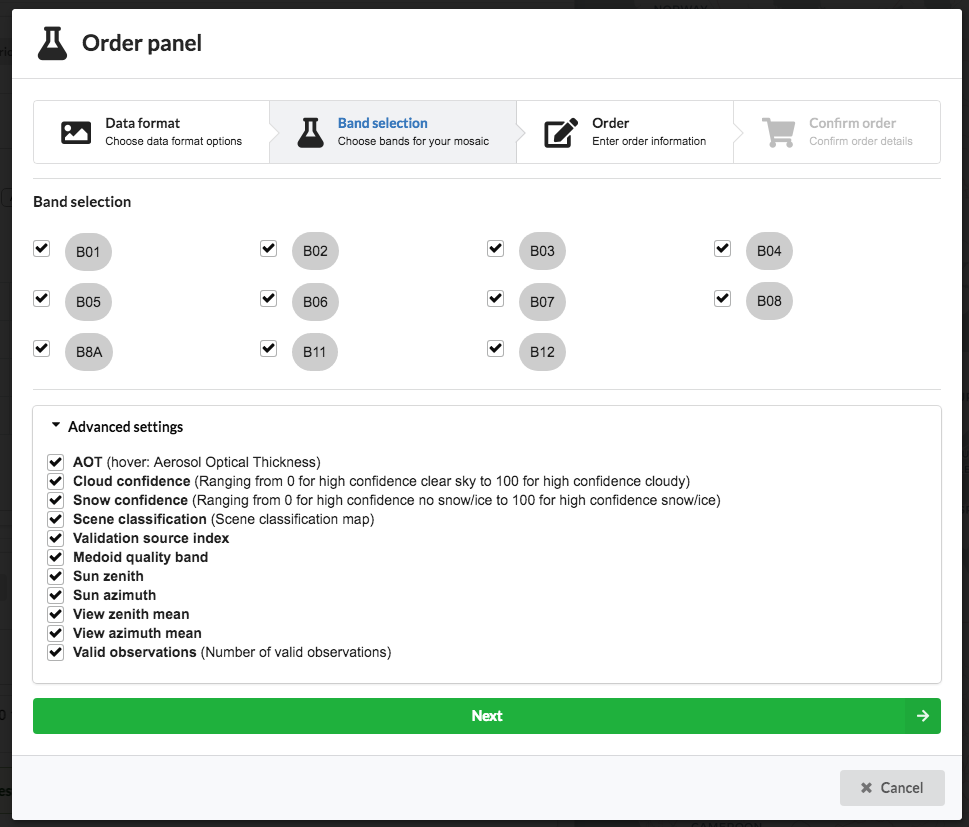 Order panel
Data format
Choose data format options
Band selection
Choose bands for your mosaic
Order
Enter order information
Confirm order
Confirm order details
Band selection
B01 B02 B03 B04
B05 B06 B07 B08
B8A B11 B12
Advanced settings
AOT (hover: Aerosol Optical Thickness)
Cloud confidence (Ranging from 0 for high confidence clear sky to 100 for high confidence cloudy)
Snow confidence (Ranging from 0 for high confidence no snow/ice to 100 for high confidence snow/ice)
Scene classification (Scene classification map)
Validation source index
Medoid quality band
Sun zenith
Sun azimuth
View zenith mean
View azimuth mean
Valid observations (Number of valid observations)
Next
Cancel